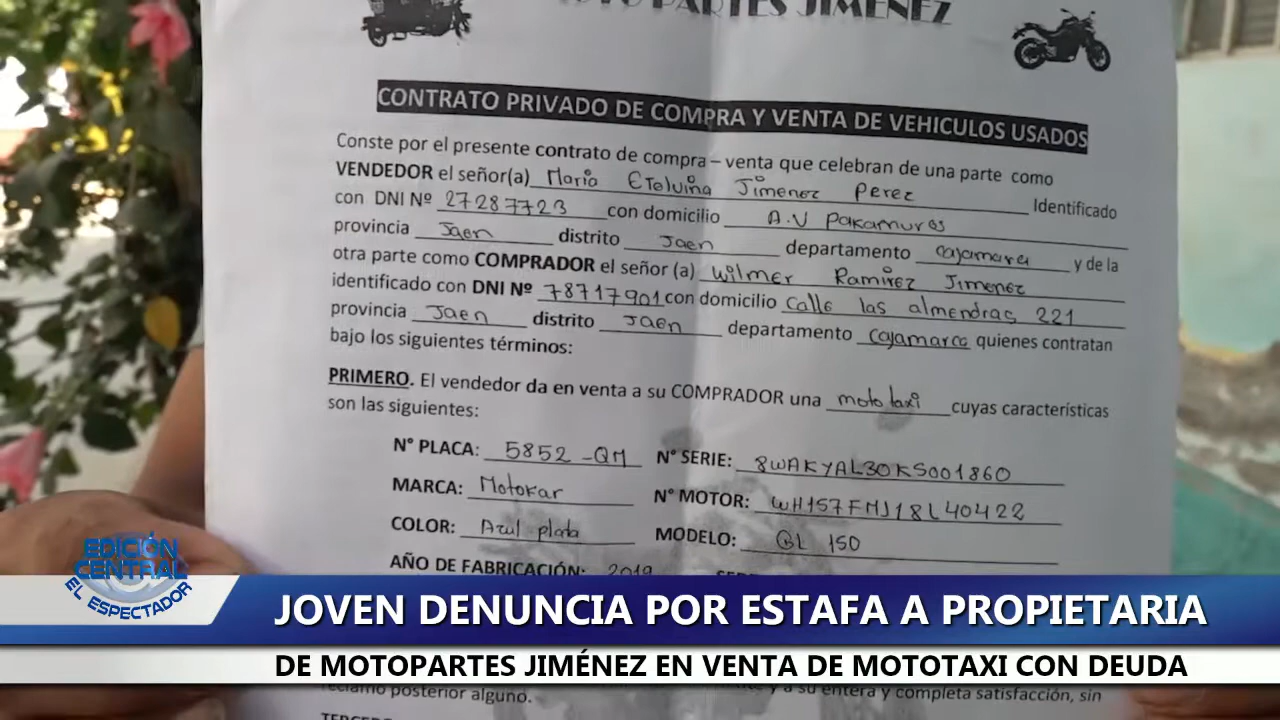 MOTO PARTES JIMENEZ
CONTRATO PRIVADO DE COMPRA Y VENTA DE VEHICULOS USADOS
Conste por el presente contrato de compra – venta que celebran de una parte como
VENDEDOR el señor(a) Maria Etelvina Jimenez Perez Identificado
con DNI Nº 27287723 con domicilio A.V Pakamuros
provincia Jaen distrito Jaen departamento cajamarca y de la
otra parte como COMPRADOR el señor (a) Wilmer Ramirez Jimenez
identificado con DNI Nº 78717901 con domicilio calle las almendras 221
provincia Jaen distrito Jaen departamento cajamarca quienes contratan
bajo los siguientes términos:
PRIMERO. El vendedor da en venta a su COMPRADOR una mototaxi cuyas características
son las siguientes:
N° PLACA: 5852-QM N° SERIE: 8WAKYAL30KS001860
MARCA: Motokar N° MOTOR: WH157FMJ18L40422
COLOR: Azul plata MODELO: GL 150
AÑO DE FABRICACIÓN: 2019
EDICIÓN
CENTRAL
EL ESPECTADOR
JOVEN DENUNCIA POR ESTAFA A PROPIETARIA
DE MOTOPARTES JIMÉNEZ EN VENTA DE MOTOTAXI CON DEUDA
reclamo posterior alguno. y a su entera y completa satisfacción, sin
TERCERO